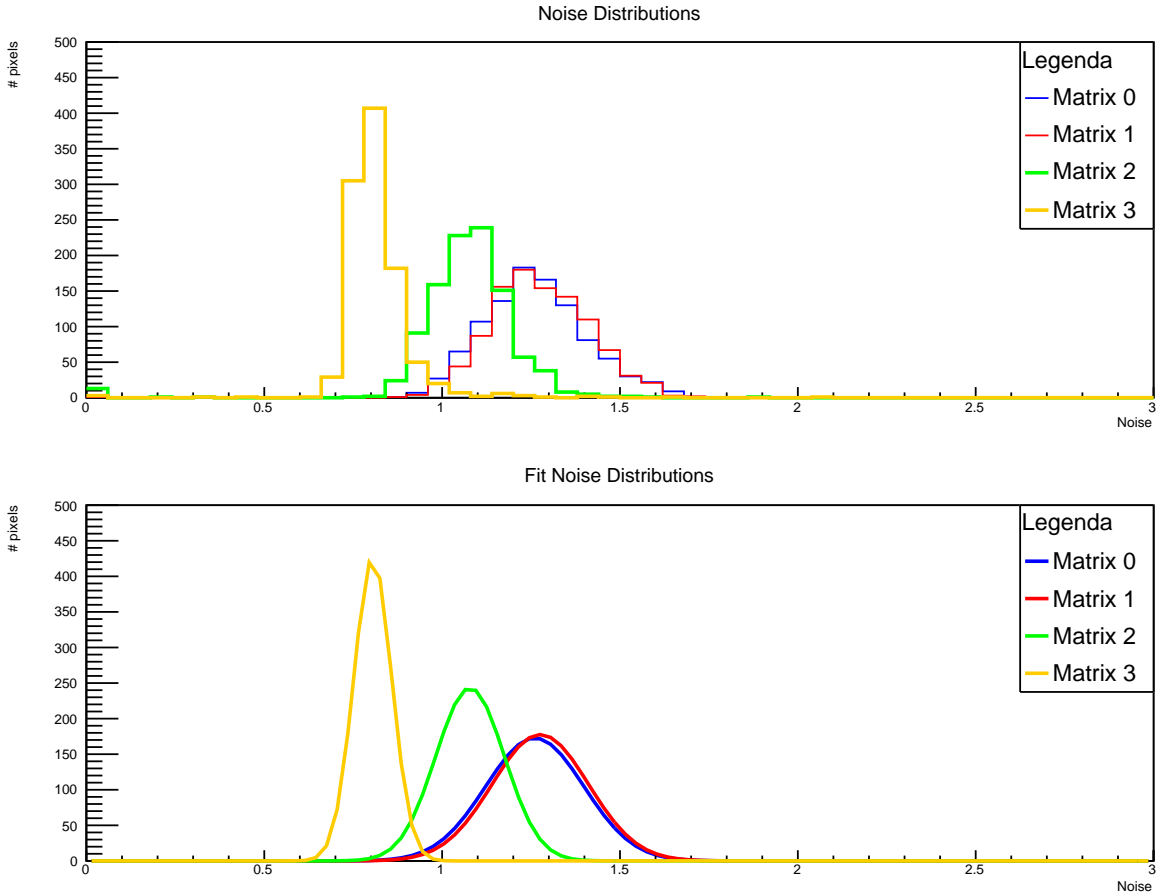 Noise Distributions
# pixels
500
450
400
350
300
250
200
150
100
50
0
0 0.5 1 1.5 2 2.5 3
Noise
Legenda
Matrix 0
Matrix 1
Matrix 2
Matrix 3
Fit Noise Distributions
# pixels
500
450
400
350
300
250
200
150
100
50
0
0 0.5 1 1.5 2 2.5 3
Noise
Legenda
Matrix 0
Matrix 1
Matrix 2
Matrix 3